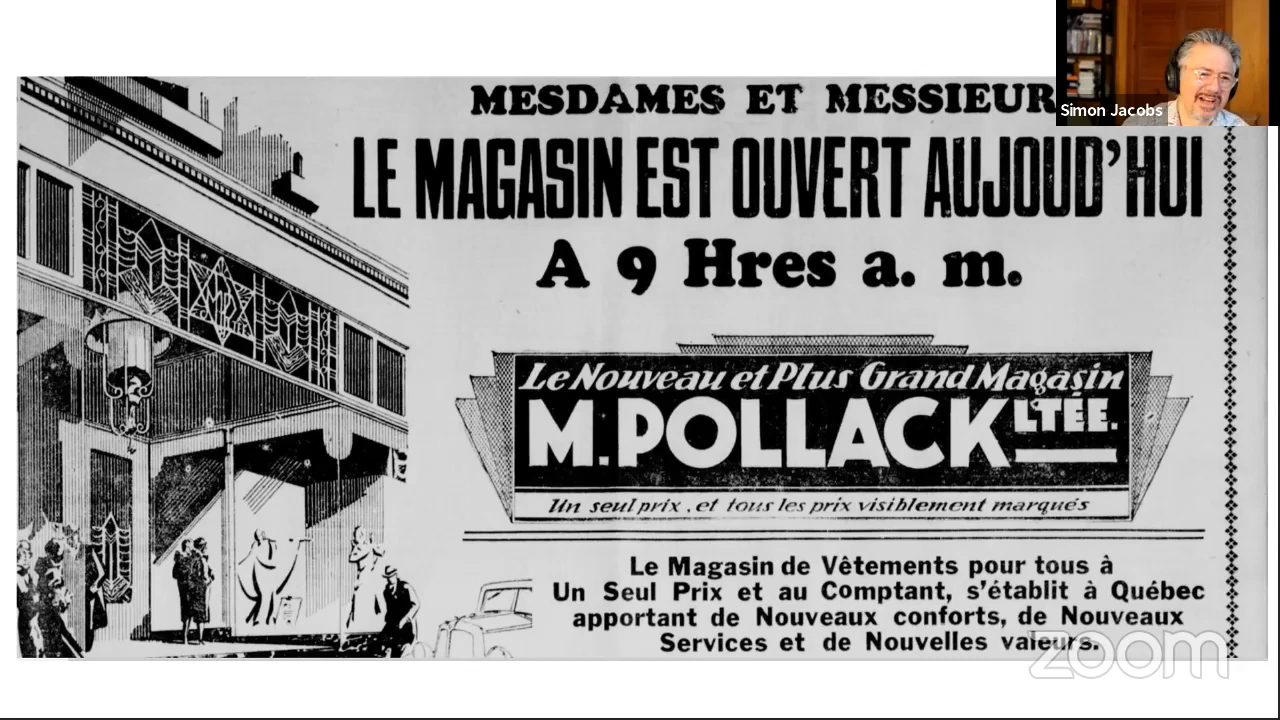 MESDAMES ET MESSIEUR
Simon Jacobs
LE MAGASIN EST OUVERT AUJOUD'HUI
A 9 Hres a. m.
Le Nouveau et Plus Grand Magasin
M. POLLACK LTÉE.
Un seul prix, et tous les prix visiblement marqués
Le Magasin de Vêtements pour tous à
Un Seul Prix et au Comptant, s'établit à Québec
apportant de Nouveaux conforts, de Nouveaux
Services et de Nouvelles valeurs.
zoom